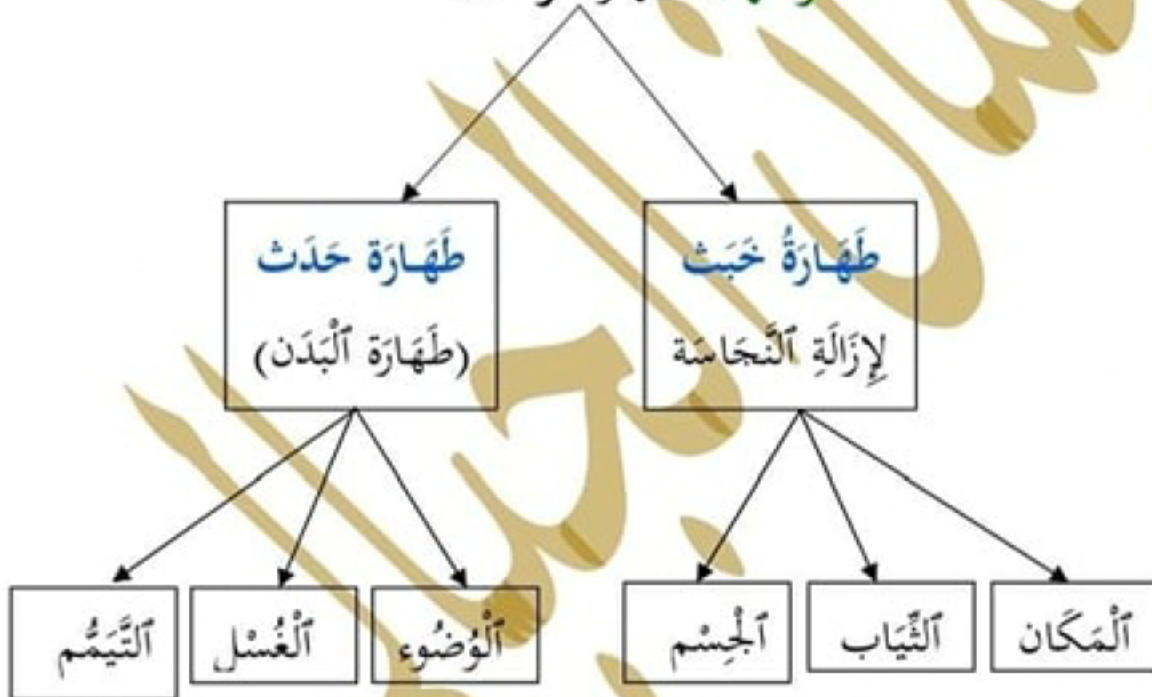 طَهَارَةُ خَبَث
لِإِزَالَةِ ٱلنَّجَاسَة
طَهَارَة حَدَث
(طَهَارَة ٱلْبَدَن)
ٱلْمَكَان
ٱلثِّيَاب
ٱلْجِسْم
ٱلْوُضُوء
ٱلْغُسْل
ٱلتَّيَمُّم